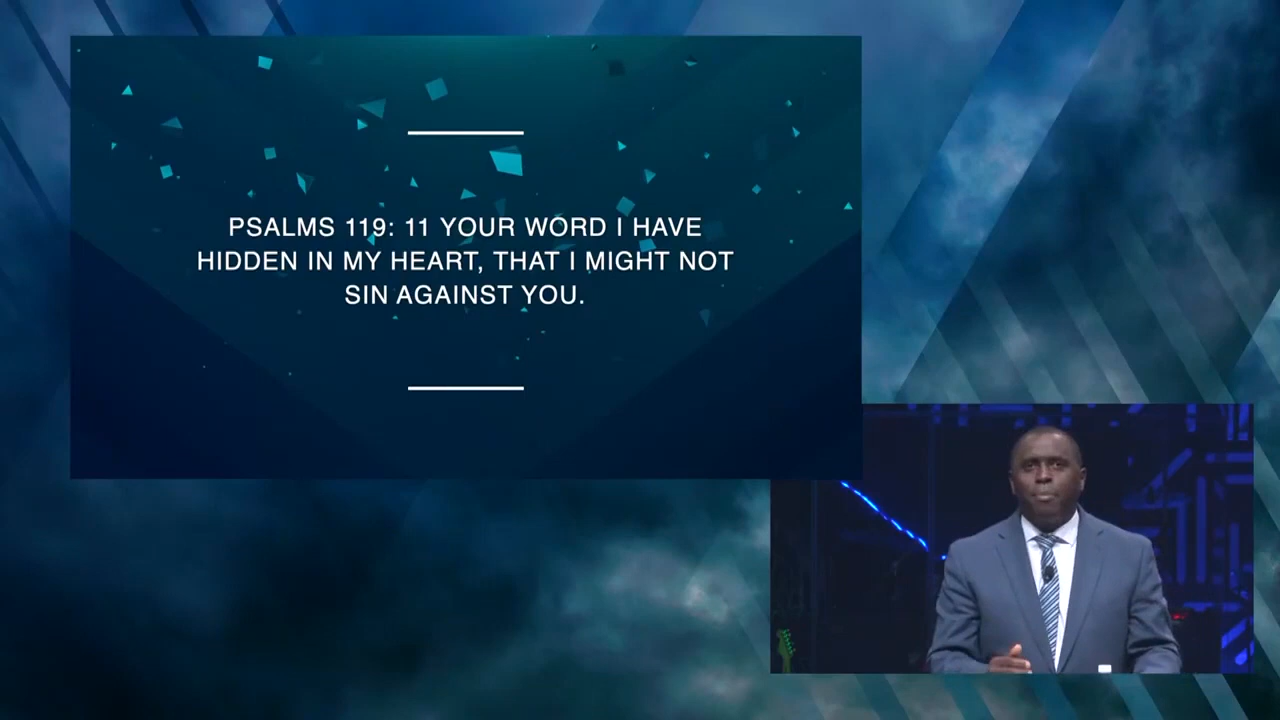 PSALMS 119: 11 YOUR WORD I HAVE
HIDDEN IN MY HEART, THAT I MIGHT NOT
SIN AGAINST YOU.